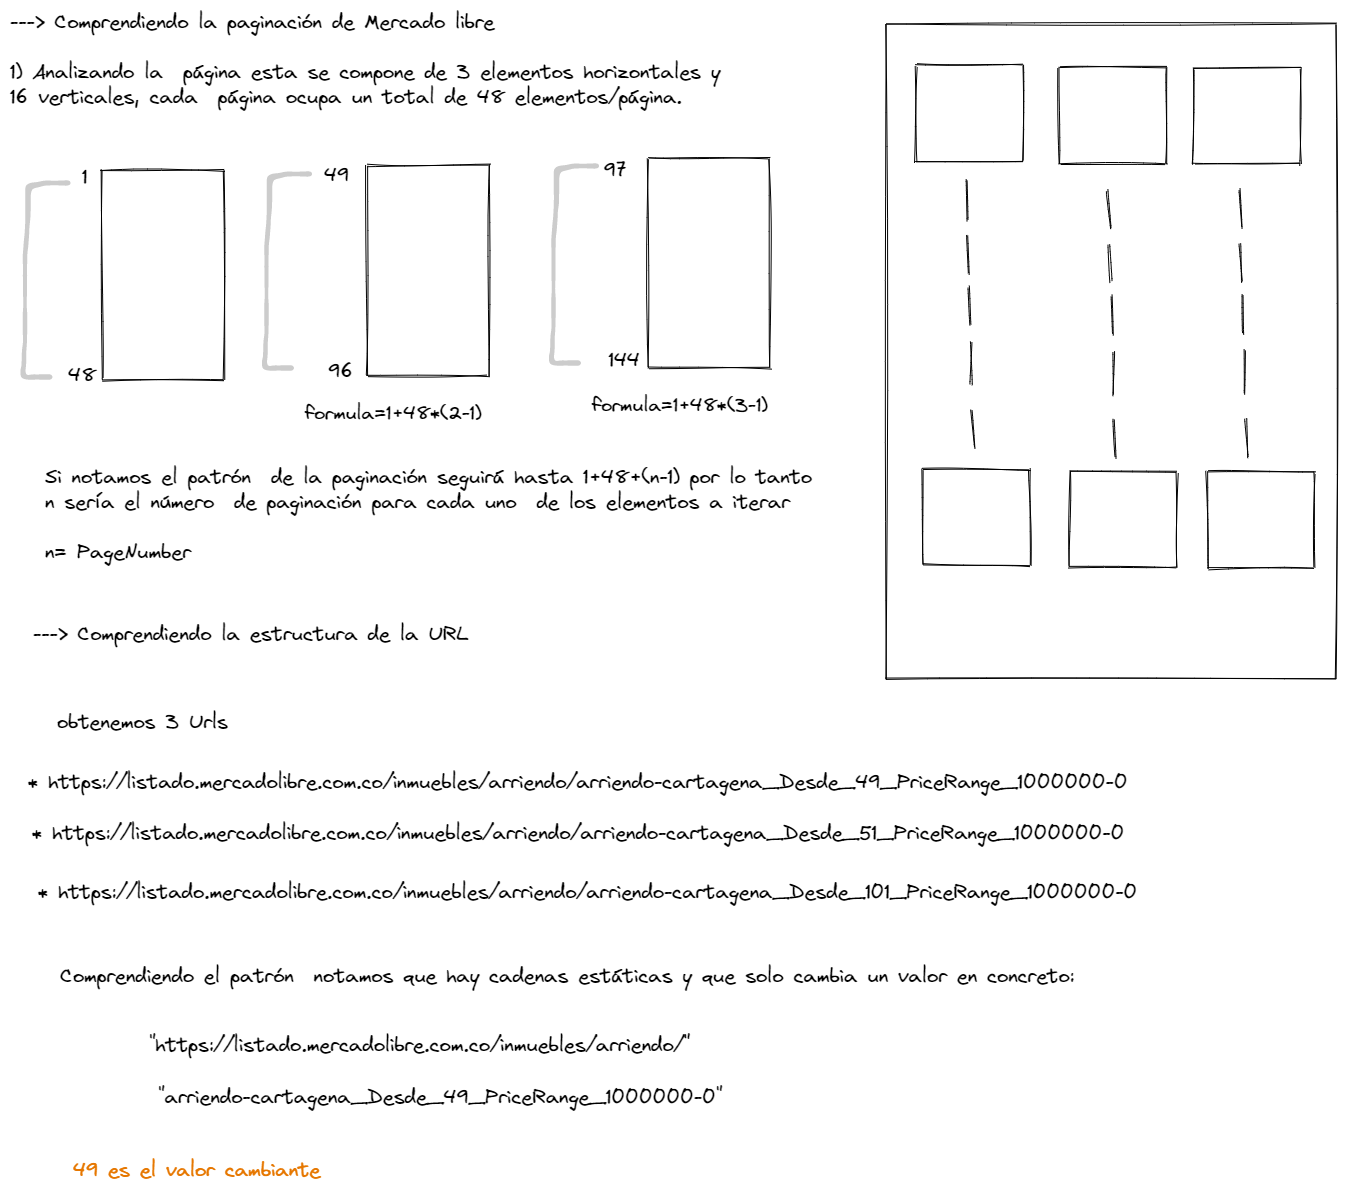 ---> Comprendiendo la paginación de Mercado libre
1) Analizando la página esta se compone de 3 elementos horizontales y
16 verticales, cada página ocupa un total de 48 elementos/página.
1
48
49
96
formula=1+48*(2-1)
97
144
formula=1+48*(3-1)
Si notamos el patrón de la paginación seguirá hasta 1+48+(n-1) por lo tanto
n sería el número de paginación para cada uno de los elementos a iterar
n= PageNumber
---> Comprendiendo la estructura de la URL
obtenemos 3 Urls
* https://listado.mercadolibre.com.co/inmuebles/arriendo/arriendo-cartagena_Desde_49_PriceRange_1000000-0
* https://listado.mercadolibre.com.co/inmuebles/arriendo/arriendo-cartagena_Desde_51_PriceRange_1000000-0
* https://listado.mercadolibre.com.co/inmuebles/arriendo/arriendo-cartagena_Desde_101_PriceRange_1000000-0
Comprendiendo el patrón notamos que hay cadenas estáticas y que solo cambia un valor en concreto:
"https://listado.mercadolibre.com.co/inmuebles/arriendo/"
"arriendo-cartagena_Desde_49_PriceRange_1000000-0"
49 es el valor cambiante